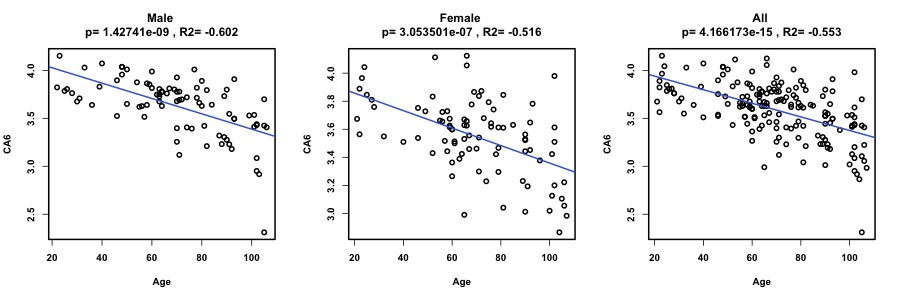 Male
p= 1.42741e-09 , R2= -0.602
4.0
3.5
3.0
2.5
CA6
20 40 60 80 100
Age
Female
p= 3.053501e-07 , R2= -0.516
4.0
3.8
3.6
3.4
3.2
3.0
CA6
20 40 60 80 100
Age
All
p= 4.166173e-15 , R2= -0.553
4.0
3.5
3.0
2.5
CA6
20 40 60 80 100
Age